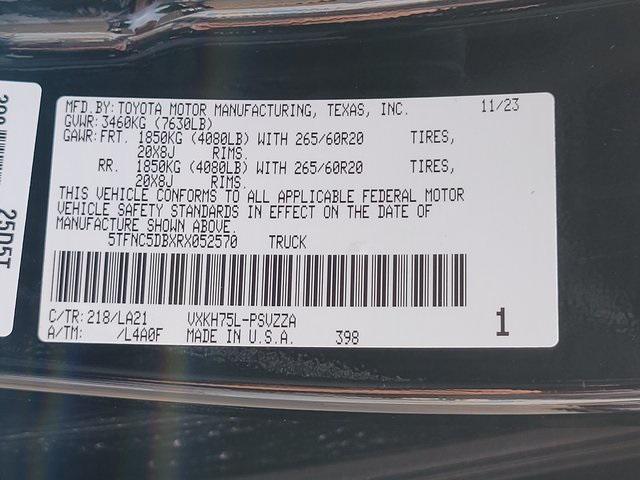 MFD.BY: TOYOTA MOTOR MANUFACTURING, TEXAS, INC. 11/23
GVWR: 3460KG (7630LB)
GAWR: FRT. 1850KG (4080LB) WITH 265/60R20 TIRES,
20X8J RIMS.
RR. 1850KG (4080LB) WITH 265/60R20 TIRES,
20X8J RIMS.
THIS VEHICLE CONFORMS TO ALL APPLICABLE FEDERAL MOTOR
VEHICLE SAFETY STANDARDS IN EFFECT ON THE DATE OF
MANUFACTURE SHOWN ABOVE.
5TFNC5DBXRX052570 TRUCK
C/TR: 218/LA21 VXKH75L-PSVZZA
A/TM: /L4A0F MADE IN U.S.A. 398
1